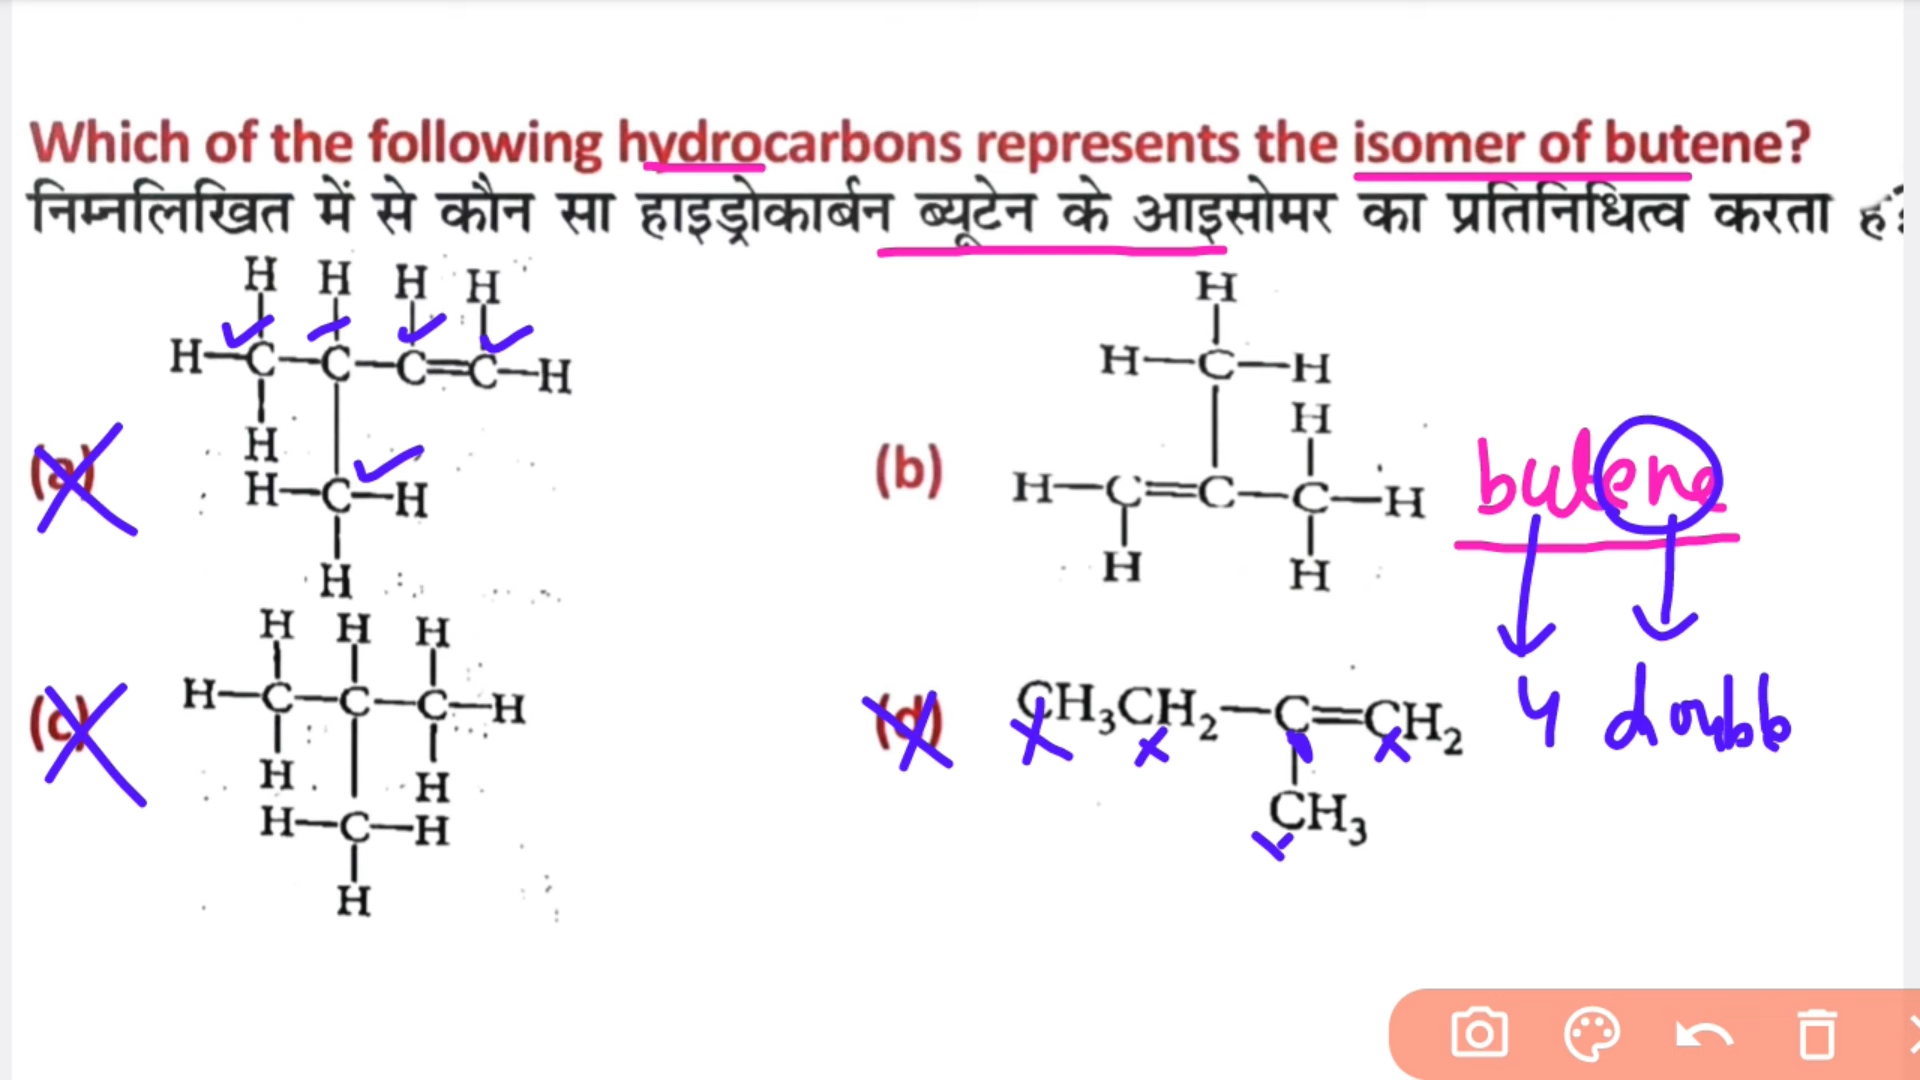 Which of the following hydrocarbons represents the isomer of butene?
निम्नलिखित में से कौन सा हाइड्रोकार्बन ब्यूटेन के आइसोमर का प्रतिनिधित्व करता
H H H H
H-C-C-C=C-H
(a)
H
H-C-H
H
H
H-C-H
H
(b) H-C=C-C-H
H H
butene
H H H
H-C-C-C-H
(c)
H H
H-C-H
H
(d) CH₃CH₂-C=CH₂
CH₃
4 double